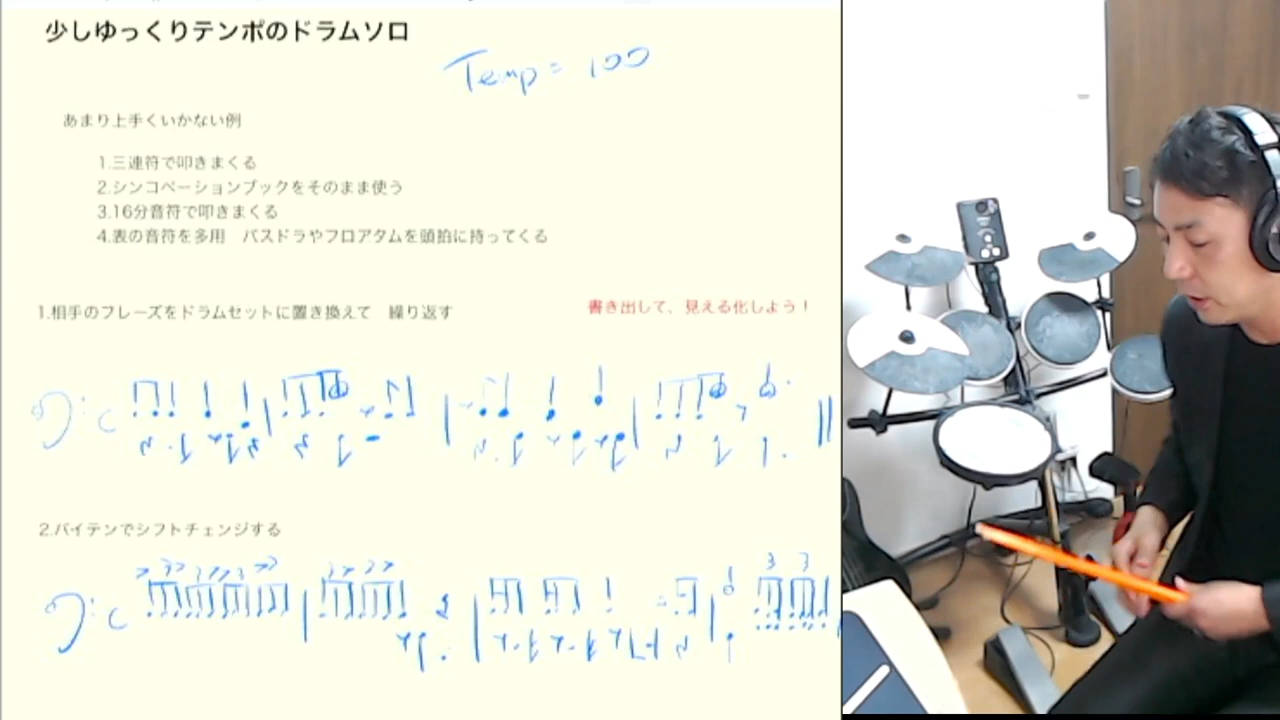 少しゆっくりテンポのドラムソロ
Temp = 100
あまり上手くいかない例
1.三連符で叩きまくる
2.シンコペーションブックをそのまま使う
3.16分音符で叩きまくる
4.表の音符を多用　バスドラやフロアタムを頭拍に持ってくる
1.相手のフレーズをドラムセットに置き換えて　繰り返す
書き出して、見える化しよう！
2.バイテンでシフトチェンジする